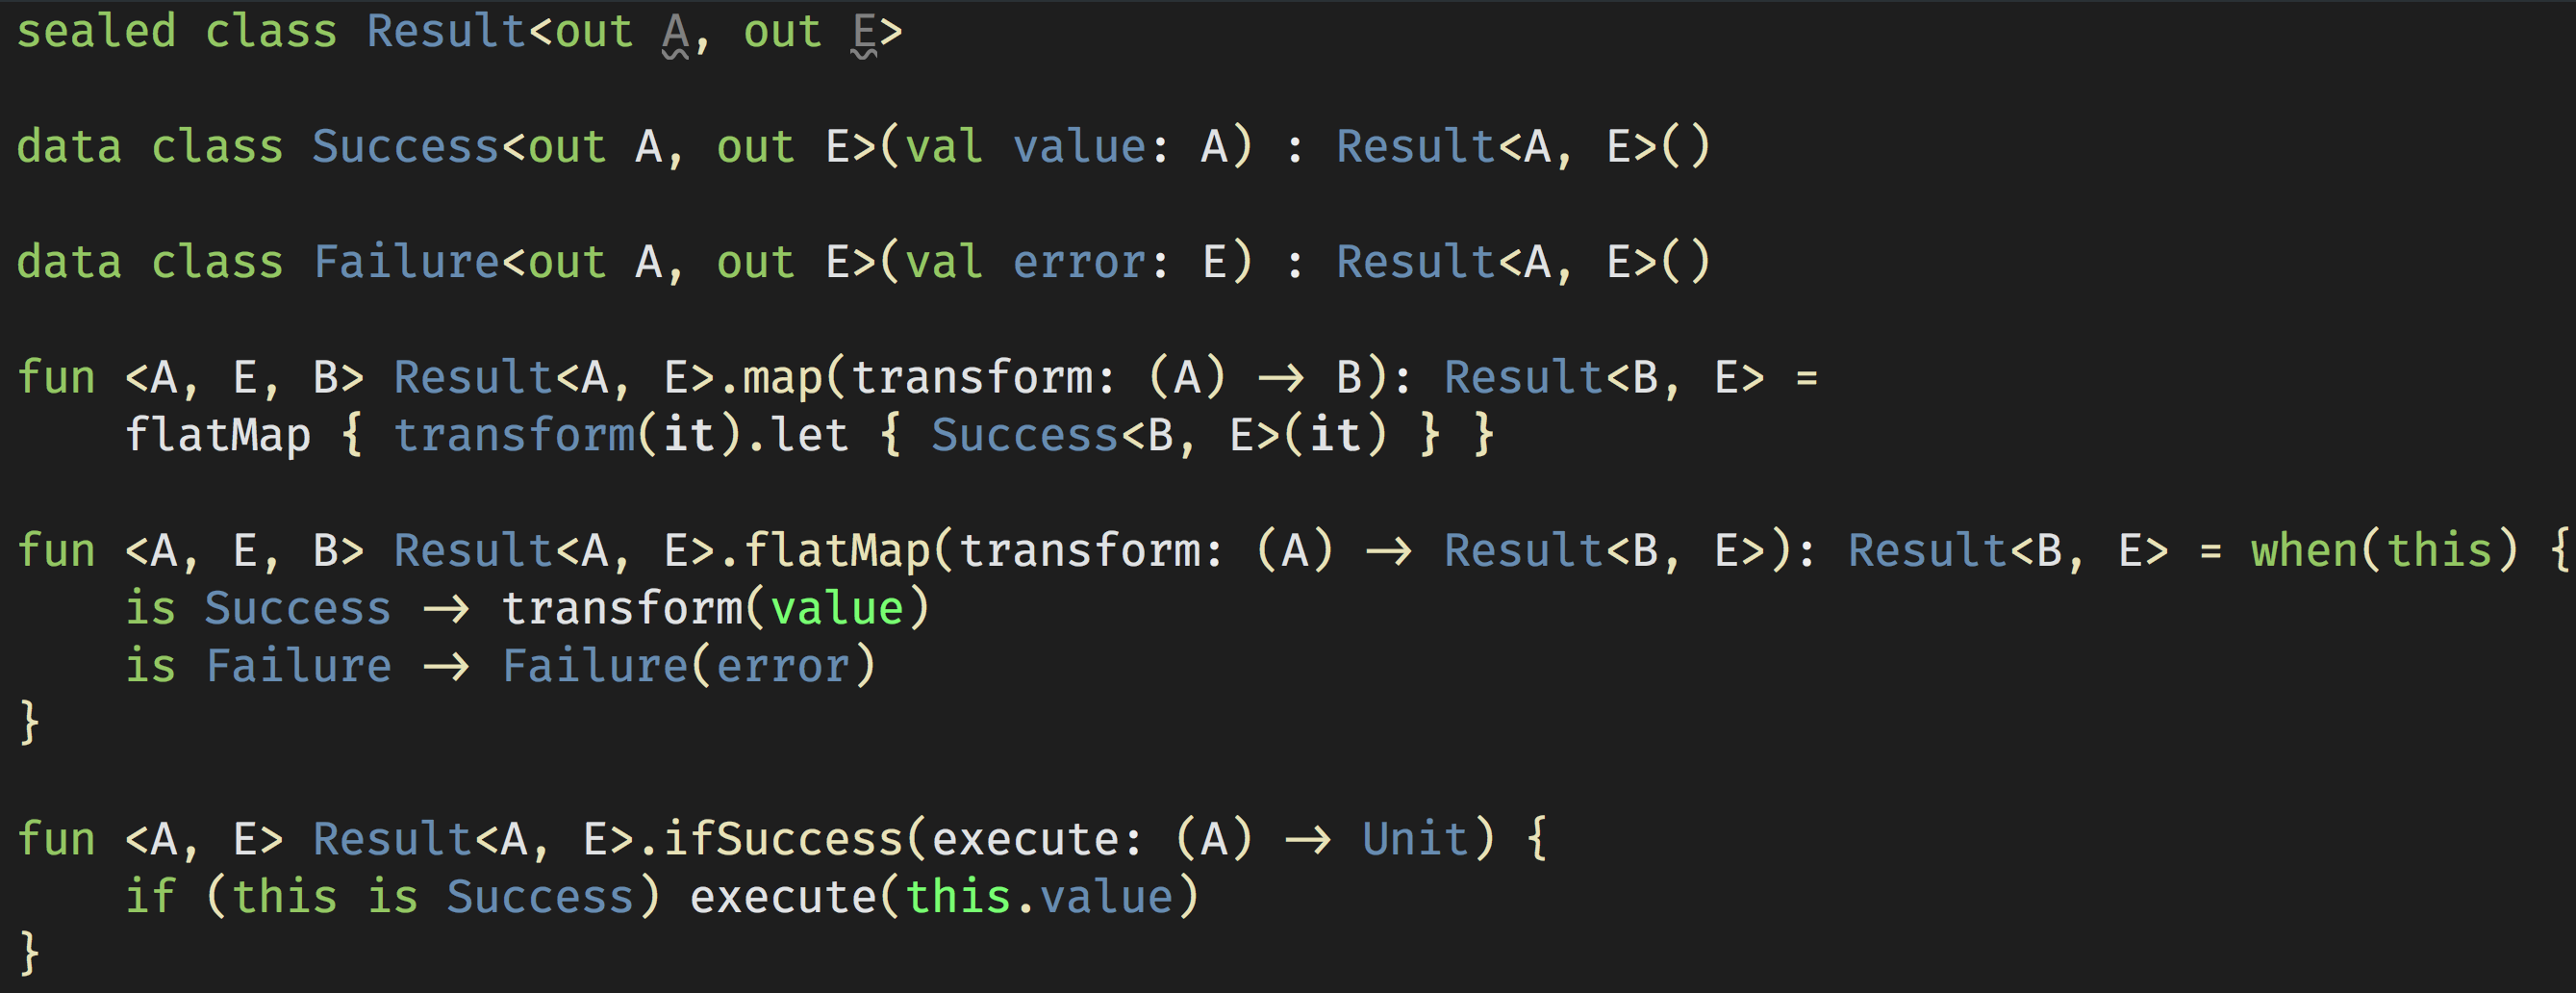 sealed class Result<out A, out E>
data class Success<out A, out E>(val value: A) : Result<A, E>()
data class Failure<out A, out E>(val error: E) : Result<A, E>()
fun <A, E, B> Result<A, E>.map(transform: (A) → B): Result<B, E> =
    flatMap { transform(it).let { Success<B, E>(it) } }
fun <A, E, B> Result<A, E>.flatMap(transform: (A) → Result<B, E>): Result<B, E> = when(this) {
    is Success → transform(value)
    is Failure → Failure(error)
}
fun <A, E> Result<A, E>.ifSuccess(execute: (A) → Unit) {
    if (this is Success) execute(this.value)
}